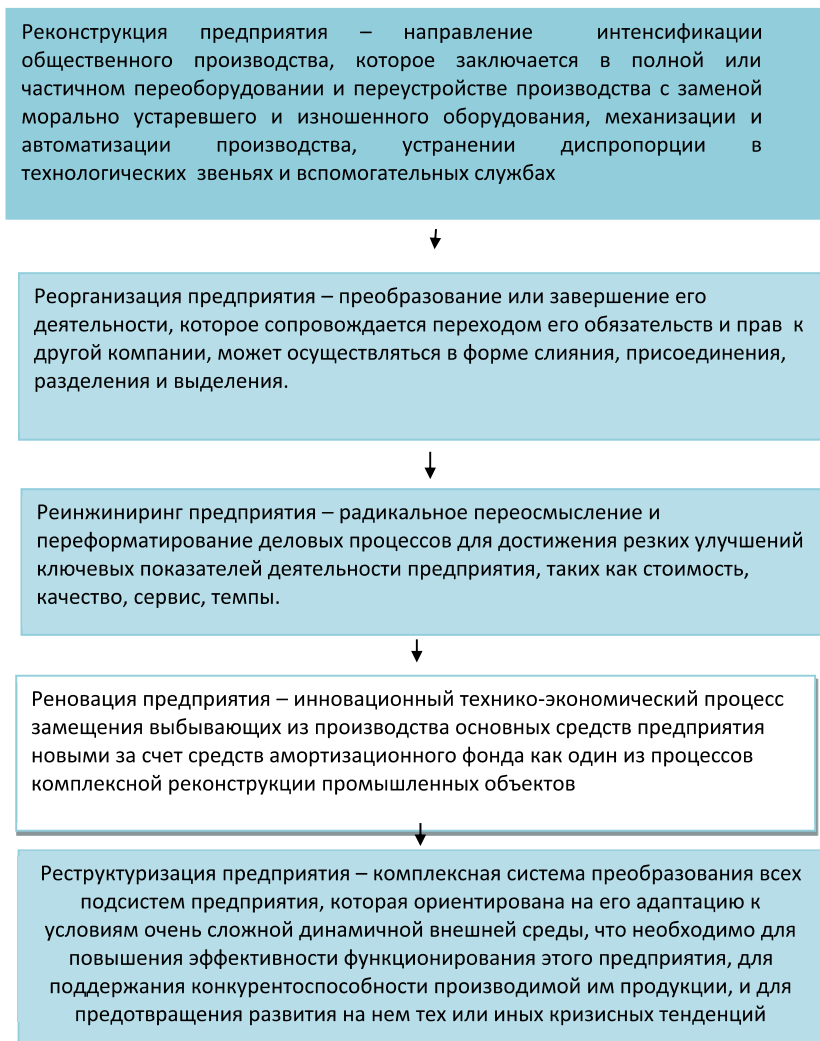 Реконструкция предприятия – направление интенсификации
общественного производства, которое заключается в полной или
частичном переоборудовании и переустройстве производства с заменой
морально устаревшего и изношенного оборудования, механизации и
автоматизации производства, устранении диспропорции в
технологических звеньях и вспомогательных службах
Реорганизация предприятия – преобразование или завершение его
деятельности, которое сопровождается переходом его обязательств и прав к
другой компании, может осуществляться в форме слияния, присоединения,
разделения и выделения.
Реинжиниринг предприятия – радикальное переосмысление и
переформатирование деловых процессов для достижения резких улучшений
ключевых показателей деятельности предприятия, таких как стоимость,
качество, сервис, темпы.
Реновация предприятия – инновационный технико-экономический процесс
замещения выбывающих из производства основных средств предприятия
новыми за счет средств амортизационного фонда как один из процессов
комплексной реконструкции промышленных объектов
Реструктуризация предприятия – комплексная система преобразования всех
подсистем предприятия, которая ориентирована на его адаптацию к
условиям очень сложной динамичной внешней среды, что необходимо для
повышения эффективности функционирования этого предприятия, для
поддержания конкурентоспособности производимой им продукции, и для
предотвращения развития на нем тех или иных кризисных тенденций